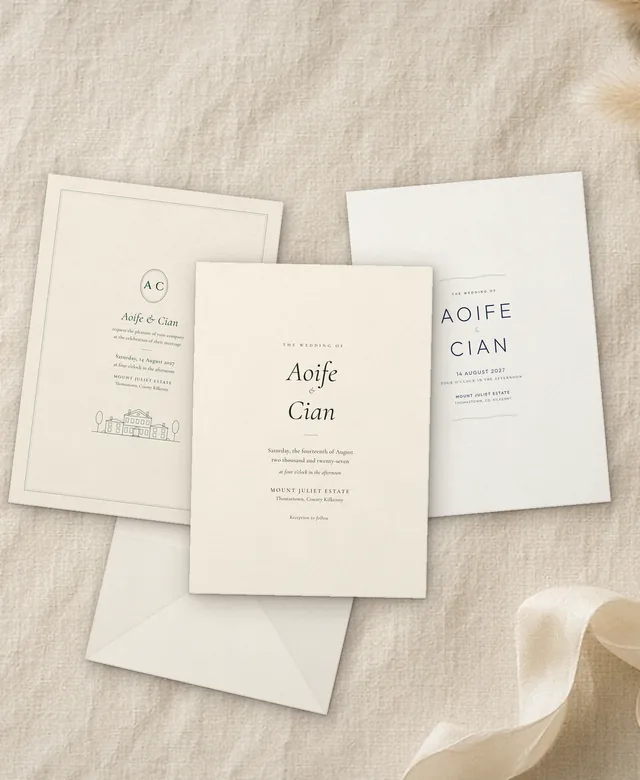 A C
Aoife & Cian
request the pleasure of your company
at the celebration of their marriage
Saturday, 14 August 2027
at four o'clock in the afternoon
MOUNT JULIET ESTATE
Thomastown, County Kilkenny
THE WEDDING OF
Aoife
&
Cian
Saturday, the fourteenth of August
two thousand and twenty-seven
at four o'clock in the afternoon
MOUNT JULIET ESTATE
Thomastown, County Kilkenny
Reception to follow
THE WEDDING OF
AOIFE
&
CIAN
14 AUGUST 2027
FOUR O'CLOCK IN THE AFTERNOON
MOUNT JULIET ESTATE
THOMASTOWN, CO. KILKENNY